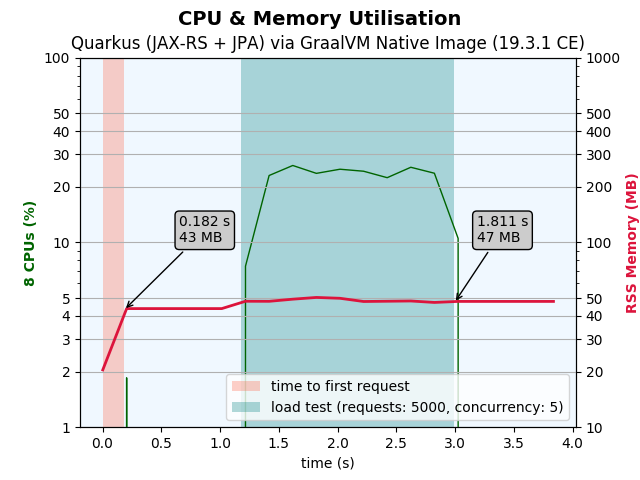 CPU & Memory Utilisation
Quarkus (JAX-RS + JPA) via GraalVM Native Image (19.3.1 CE)
100
50
40
30
20
10
5
4
3
2
1
8 CPUs (%)
1000
500
400
300
200
100
50
40
30
20
10
RSS Memory (MB)
0.182 s
43 MB
1.811 s
47 MB
time to first request
load test (requests: 5000, concurrency: 5)
0.0 0.5 1.0 1.5 2.0 2.5 3.0 3.5 4.0
time (s)